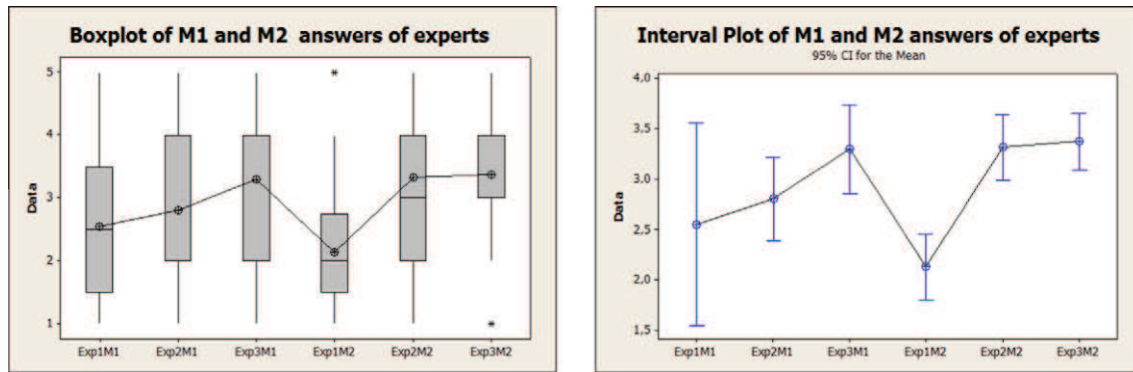 Boxplot of M1 and M2 answers of experts
5
4
3
2
1
Data
Exp1M1 Exp2M1 Exp3M1 Exp1M2 Exp2M2 Exp3M2
Interval Plot of M1 and M2 answers of experts
95% CI for the Mean
4.0
3.5
3.0
2.5
2.0
1.5
Data
Exp1M1 Exp2M1 Exp3M1 Exp1M2 Exp2M2 Exp3M2